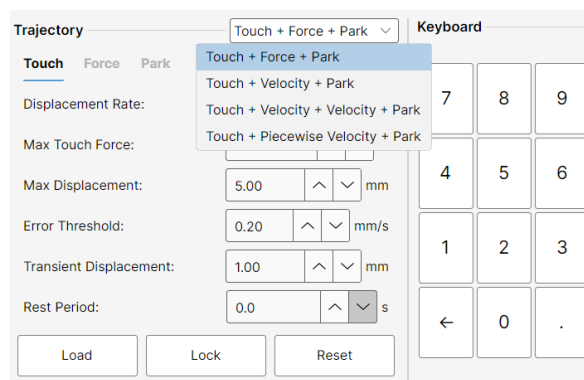 Trajectory
Touch + Force + Park
Keyboard
Touch Force Park
Touch + Force + Park
Touch + Velocity + Park
Touch + Velocity + Velocity + Park
Touch + Piecewise Velocity + Park
Displacement Rate:
Max Touch Force:
Max Displacement: 5.00 mm
Error Threshold: 0.20 mm/s
Transient Displacement: 1.00 mm
Rest Period: 0.0 s
Load Lock Reset
7 8 9
4 5 6
1 2 3
← 0 .